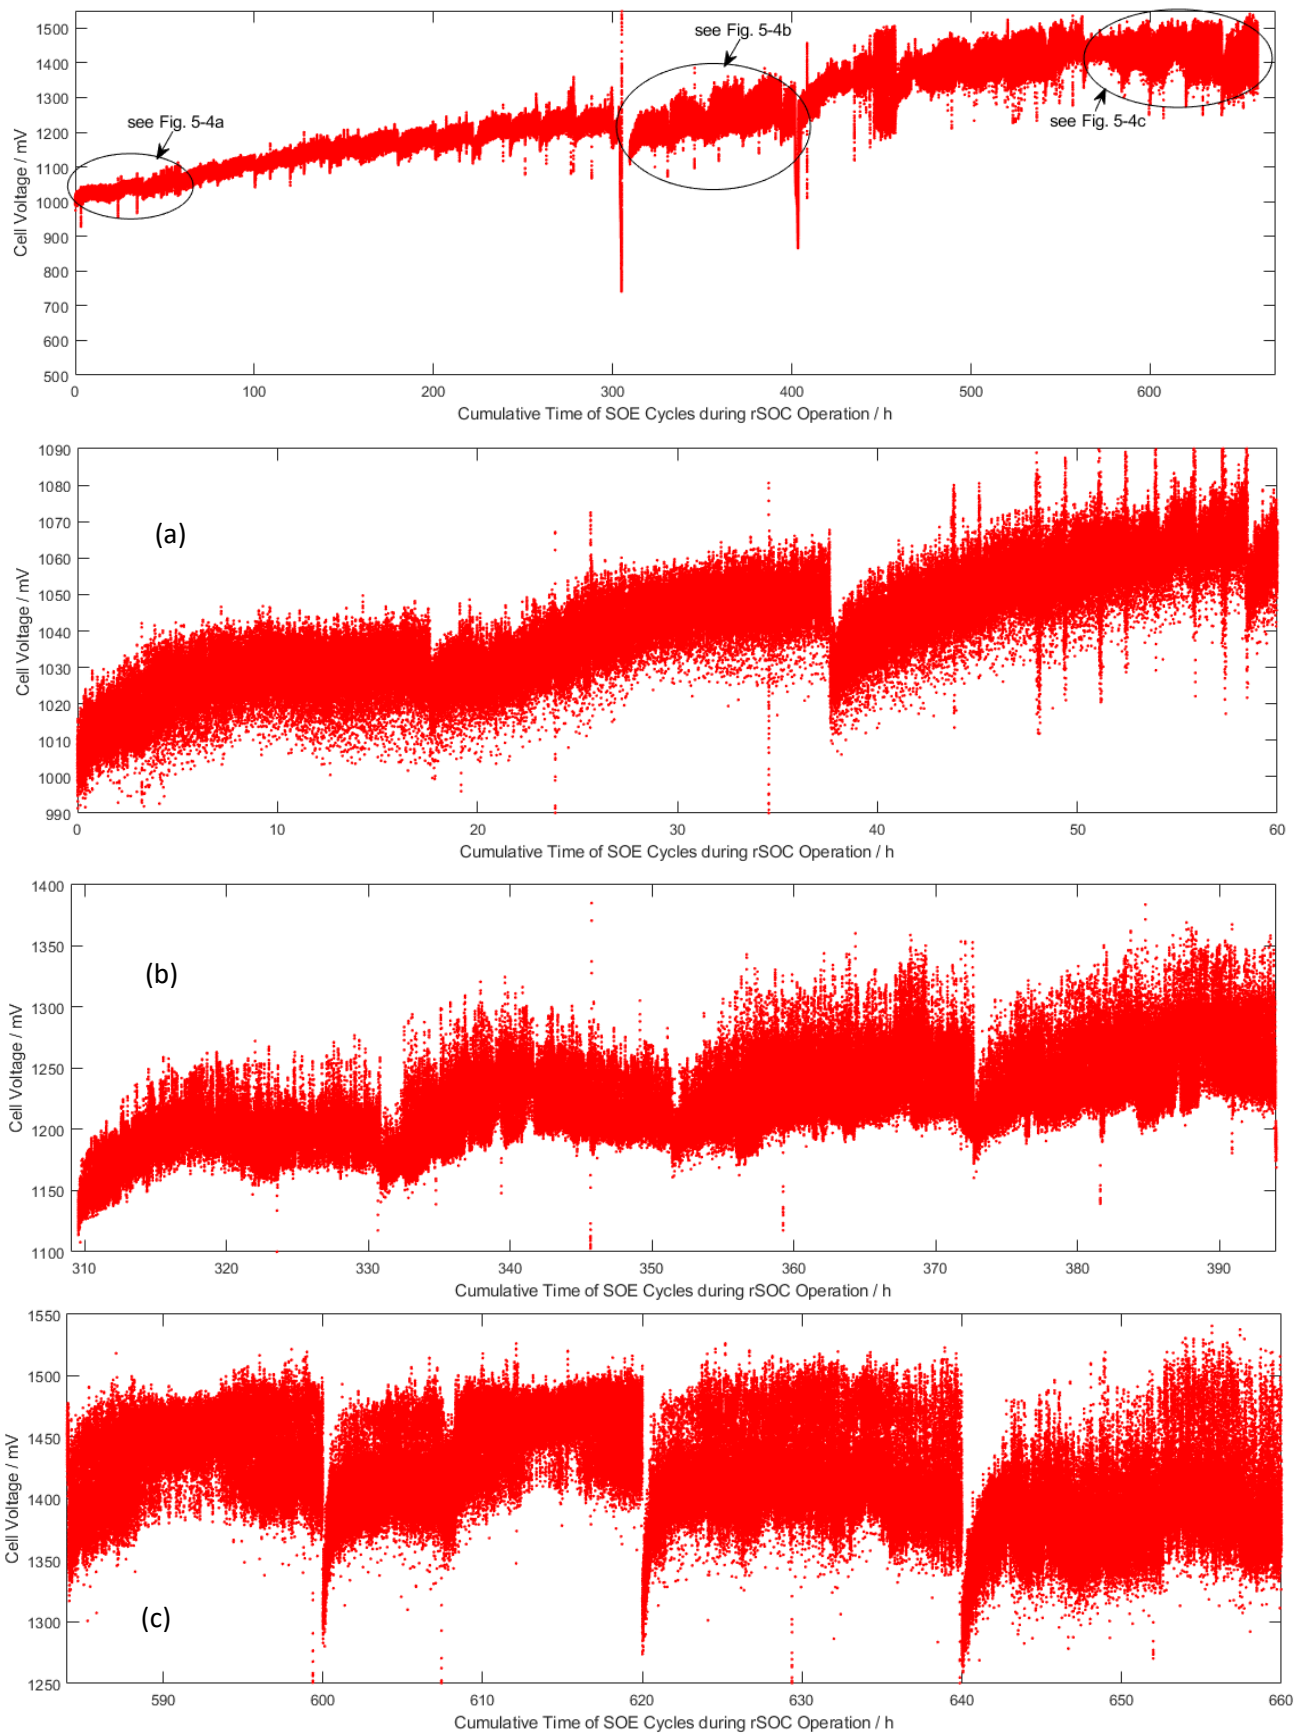 1550
1400
1300
1200
1100
1000
900
800
700
600
500
Cell Voltage / mV
see Fig. 5-4a
see Fig. 5-4b
see Fig. 5-4c
0 100 200 300 400 500 600
Cumulative Time of SOE Cycles during rSOC Operation / h
1090
1080
1070
1060
1050
1040
1030
1020
1010
1000
990
Cell Voltage / mV
(a)
0 10 20 30 40 50 60
Cumulative Time of SOE Cycles during rSOC Operation / h
1400
1350
1300
1250
1200
1150
1100
Cell Voltage / mV
(b)
310 320 330 340 350 360 370 380 390
Cumulative Time of SOE Cycles during rSOC Operation / h
1550
1500
1450
1400
1350
1300
1250
Cell Voltage / mV
(c)
590 600 610 620 630 640 650 660
Cumulative Time of SOE Cycles during rSOC Operation / h